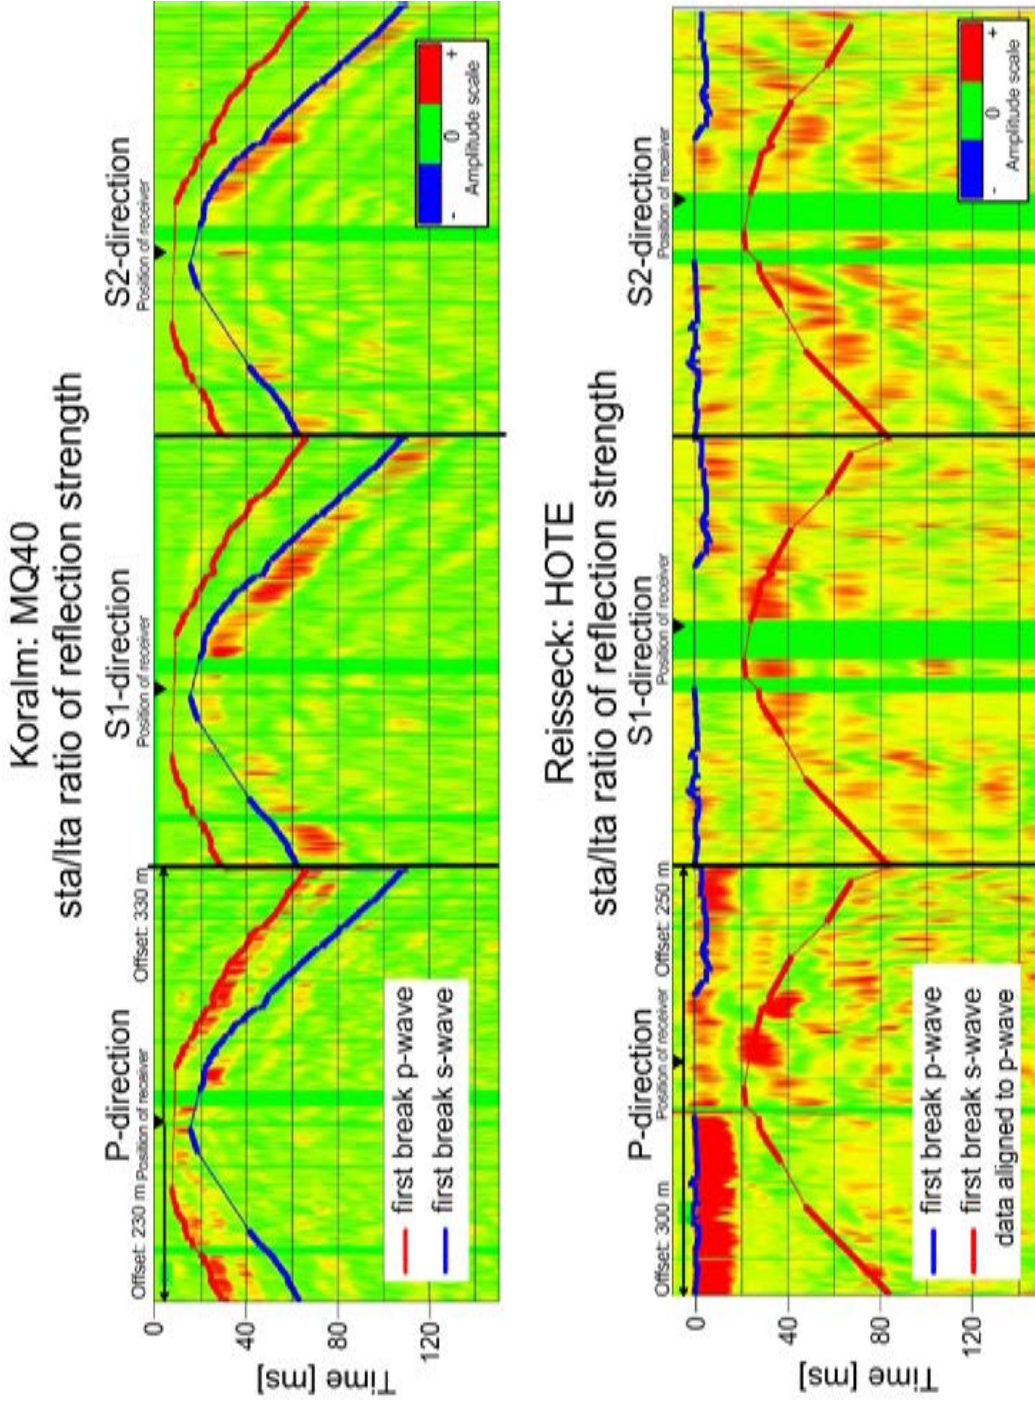 Koralm: MQ40
sta/lta ratio of reflection strength
P-direction
S1-direction
S2-direction
Offset: 230 m
Position of receiver
Offset: 330 m
Position of receiver
Position of receiver
0
40
80
120
Time [ms]
first break p-wave
first break s-wave
- 0 +
Amplitude scale
Reisseck: HOTE
sta/lta ratio of reflection strength
P-direction
S1-direction
S2-direction
Offset: 300 m
Position of receiver
Offset: 250 m
Position of receiver
Position of receiver
0
40
80
120
Time [ms]
first break p-wave
first break s-wave
data aligned to p-wave
- 0 +
Amplitude scale